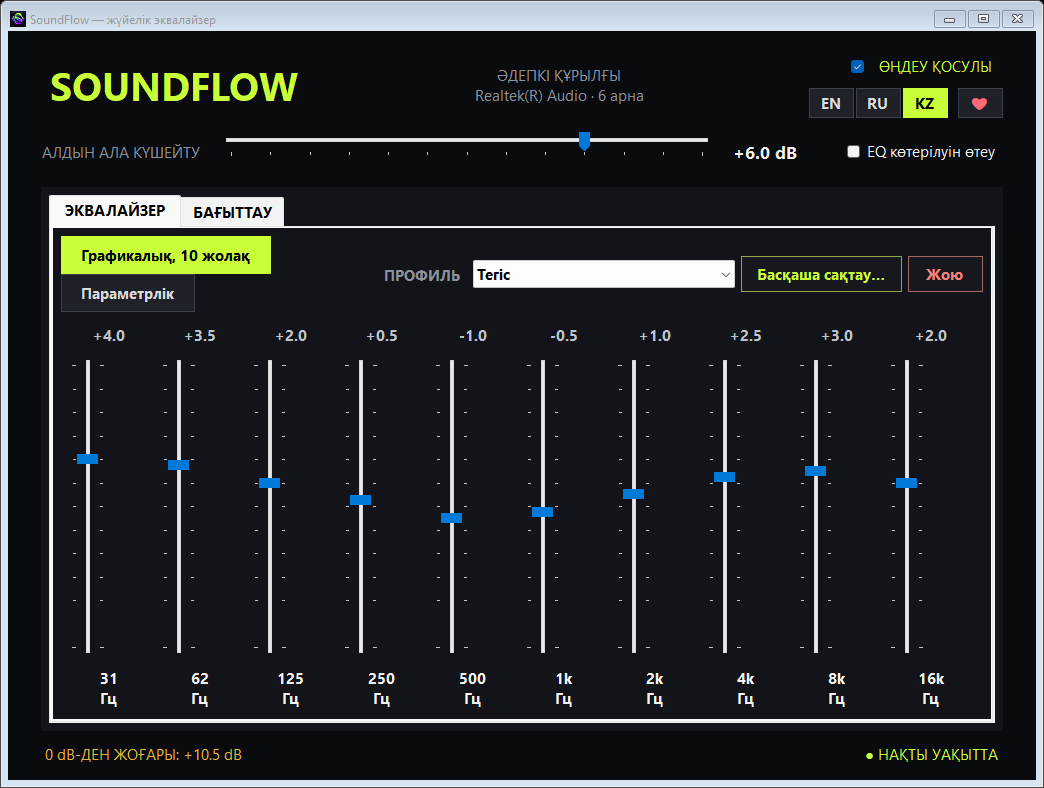 SoundFlow — жүйелік эквалайзер
SOUNDFLOW
ӘДЕПКІ ҚҰРЫЛҒЫ
Realtek(R) Audio · 6 арна
ӨҢДЕУ ҚОСУЛЫ
EN RU KZ
АЛДЫН АЛА КҮШЕЙТУ
+6.0 dB
EQ көтерілуін өтеу
ЭКВАЛАЙЗЕР БАҒЫТТАУ
Графикалық, 10 жолақ
Параметрлік
ПРОФИЛЬ Teric Басқаша сақтау... Жою
+4.0 +3.5 +2.0 +0.5 -1.0 -0.5 +1.0 +2.5 +3.0 +2.0
31 62 125 250 500 1k 2k 4k 8k 16k
Гц Гц Гц Гц Гц Гц Гц Гц Гц Гц
0 dB-ДЕН ЖОҒАРЫ: +10.5 dB
● НАҚТЫ УАҚЫТТА